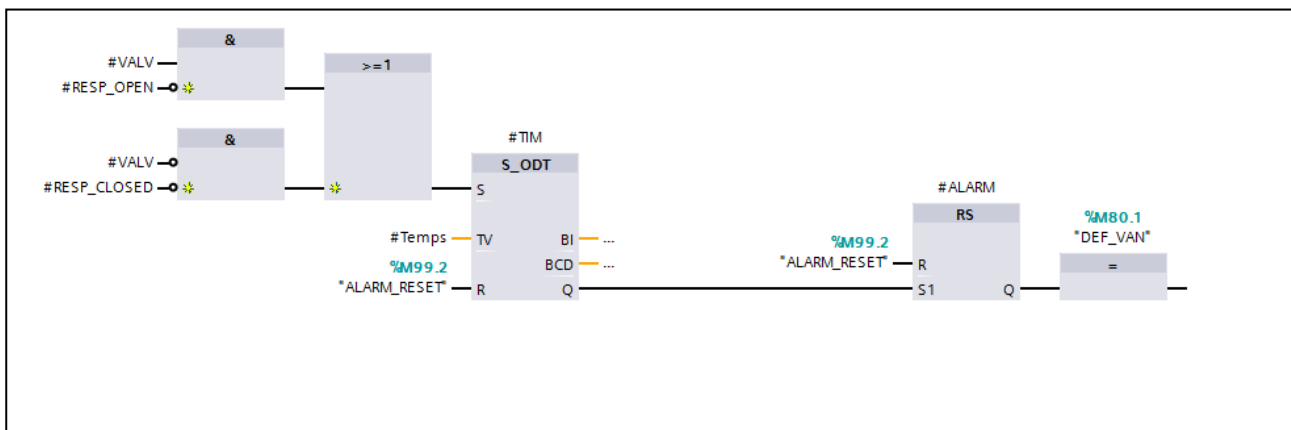 &
#VALV
#RESP_OPEN
>=1
&
#VALV
#RESP_CLOSED
#TIM
S_ODT
S
#Temps
TV
BI
...
%M99.2
"ALARM_RESET"
R
BCD
...
Q
#ALARM
RS
%M99.2
"ALARM_RESET"
R
S1
Q
%M80.1
"DEF_VAN"
=